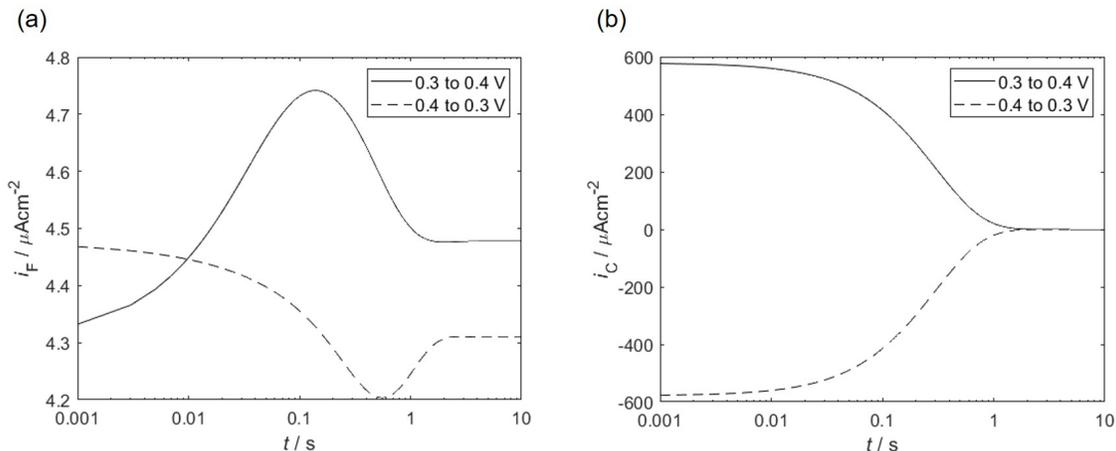 (a)
4.8
4.7
4.6
4.5
4.4
4.3
4.2
0.001
0.01
0.1
1
10
iF / μAcm-2
t / s
0.3 to 0.4 V
0.4 to 0.3 V
(b)
600
400
200
0
-200
-400
-600
0.001
0.01
0.1
1
10
iC / μAcm-2
t / s
0.3 to 0.4 V
0.4 to 0.3 V